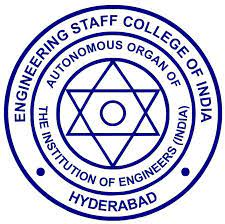 ENGINEERING STAFF COLLEGE OF INDIA
AUTONOMOUS ORGAN OF
THE INSTITUTION OF ENGINEERS (INDIA)
HYDERABAD